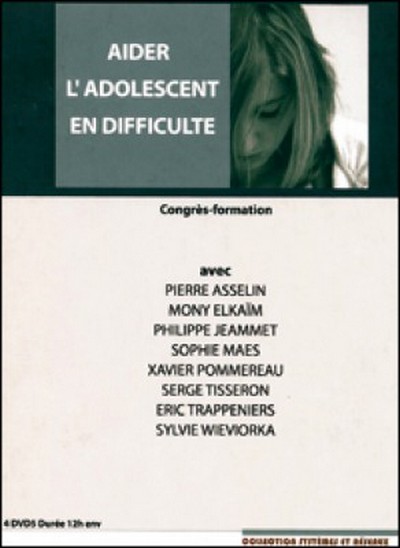 AIDER
L' ADOLESCENT
EN DIFFICULTE
Congrès-formation
avec
PIERRE ASSELIN
MONY ELKAÏM
PHILIPPE JEAMMET
SOPHIE MAES
XAVIER POMMEREAU
SERGE TISSERON
ERIC TRAPPENIERS
SYLVIE WIEVIORKA
4 DVDS Durée 12h env
COLLECTION SYSTÈMES ET RÉSEAUX